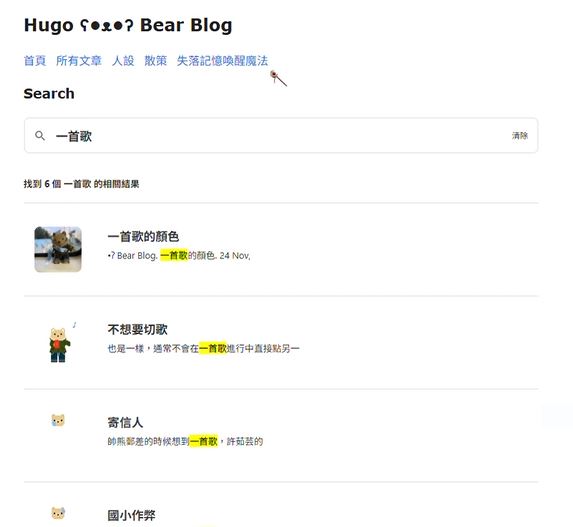 Hugo ʕ•ᴥ•ʔ Bear Blog
首頁 所有文章 人設 散策 失落記憶喚醒魔法
Search
一首歌 清除
找到 6 個 一首歌 的相關結果
一首歌的顏色
•ʔ Bear Blog. 一首歌的顏色. 24 Nov,
不想要切歌
也是一樣，通常不會在一首歌進行中直接點另一
寄信人
帥熊郵差的時候想到一首歌，許茹芸的
國小作弊